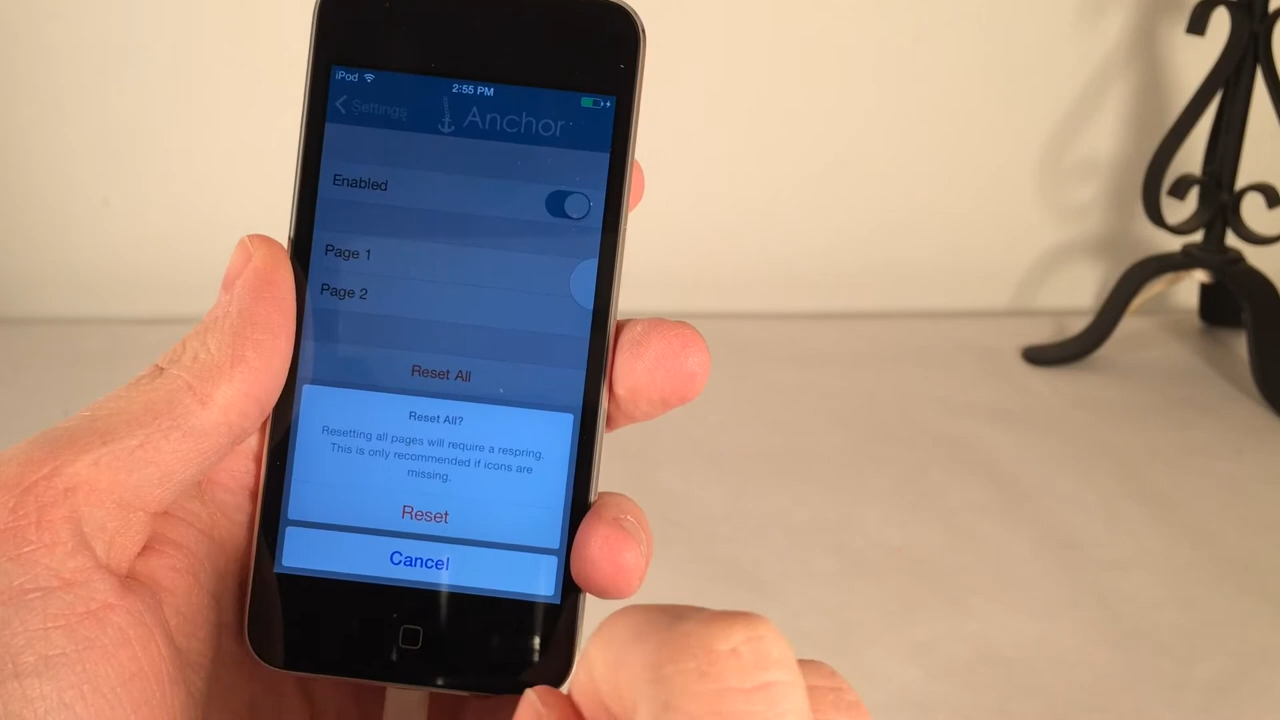 iPod
2:55 PM
Settings
Anchor
Enabled
Page 1
Page 2
Reset All
Reset All?
Resetting all pages will require a respring.
This is only recommended if icons are
missing.
Reset
Cancel